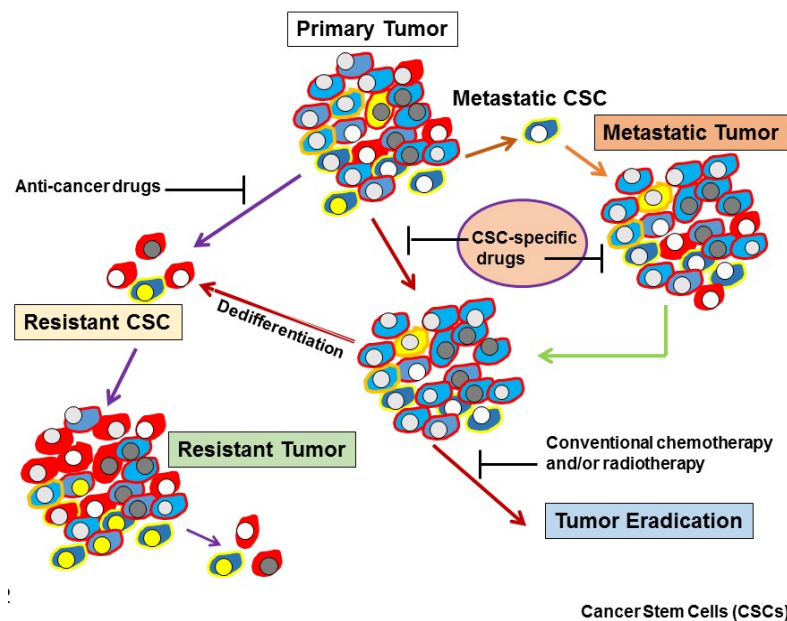 Primary Tumor
Metastatic CSC
Metastatic Tumor
Anti-cancer drugs
CSC-specific
drugs
Resistant CSC
Dedifferentiation
Resistant Tumor
Conventional chemotherapy
and/or radiotherapy
Tumor Eradication
Cancer Stem Cells (CSCs)